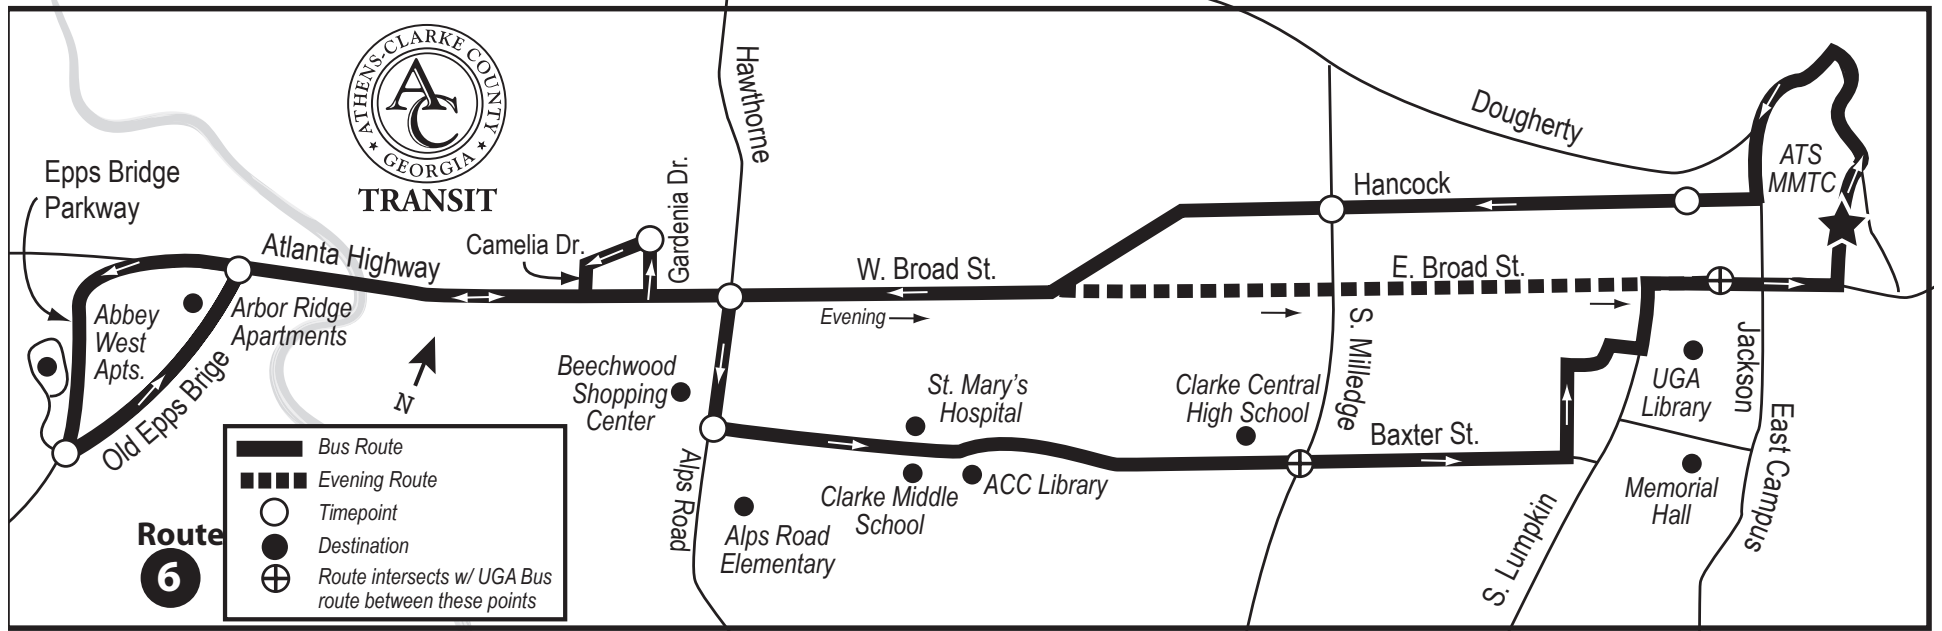 ATHENS-CLARKE COUNTY
AC
GEORGIA
TRANSIT
Epps Bridge
Parkway
Atlanta Highway
Camelia Dr.
Gardenia Dr.
Hawthorne
Dougherty
Hancock
ATS
MMTC
W. Broad St.
E. Broad St.
Evening
Abbey
West
Apts.
Arbor Ridge
Apartments
Old Epps Brige
N
Beechwood
Shopping
Center
St. Mary's
Hospital
Clarke Central
High School
S. Milledge
UGA
Library
Jackson
Baxter St.
Alps Road
Clarke Middle
School
ACC Library
Alps Road
Elementary
S. Lumpkin
Memorial
Hall
East Campus
Route
6
Bus Route
Evening Route
Timepoint
Destination
Route intersects w/ UGA Bus
route between these points